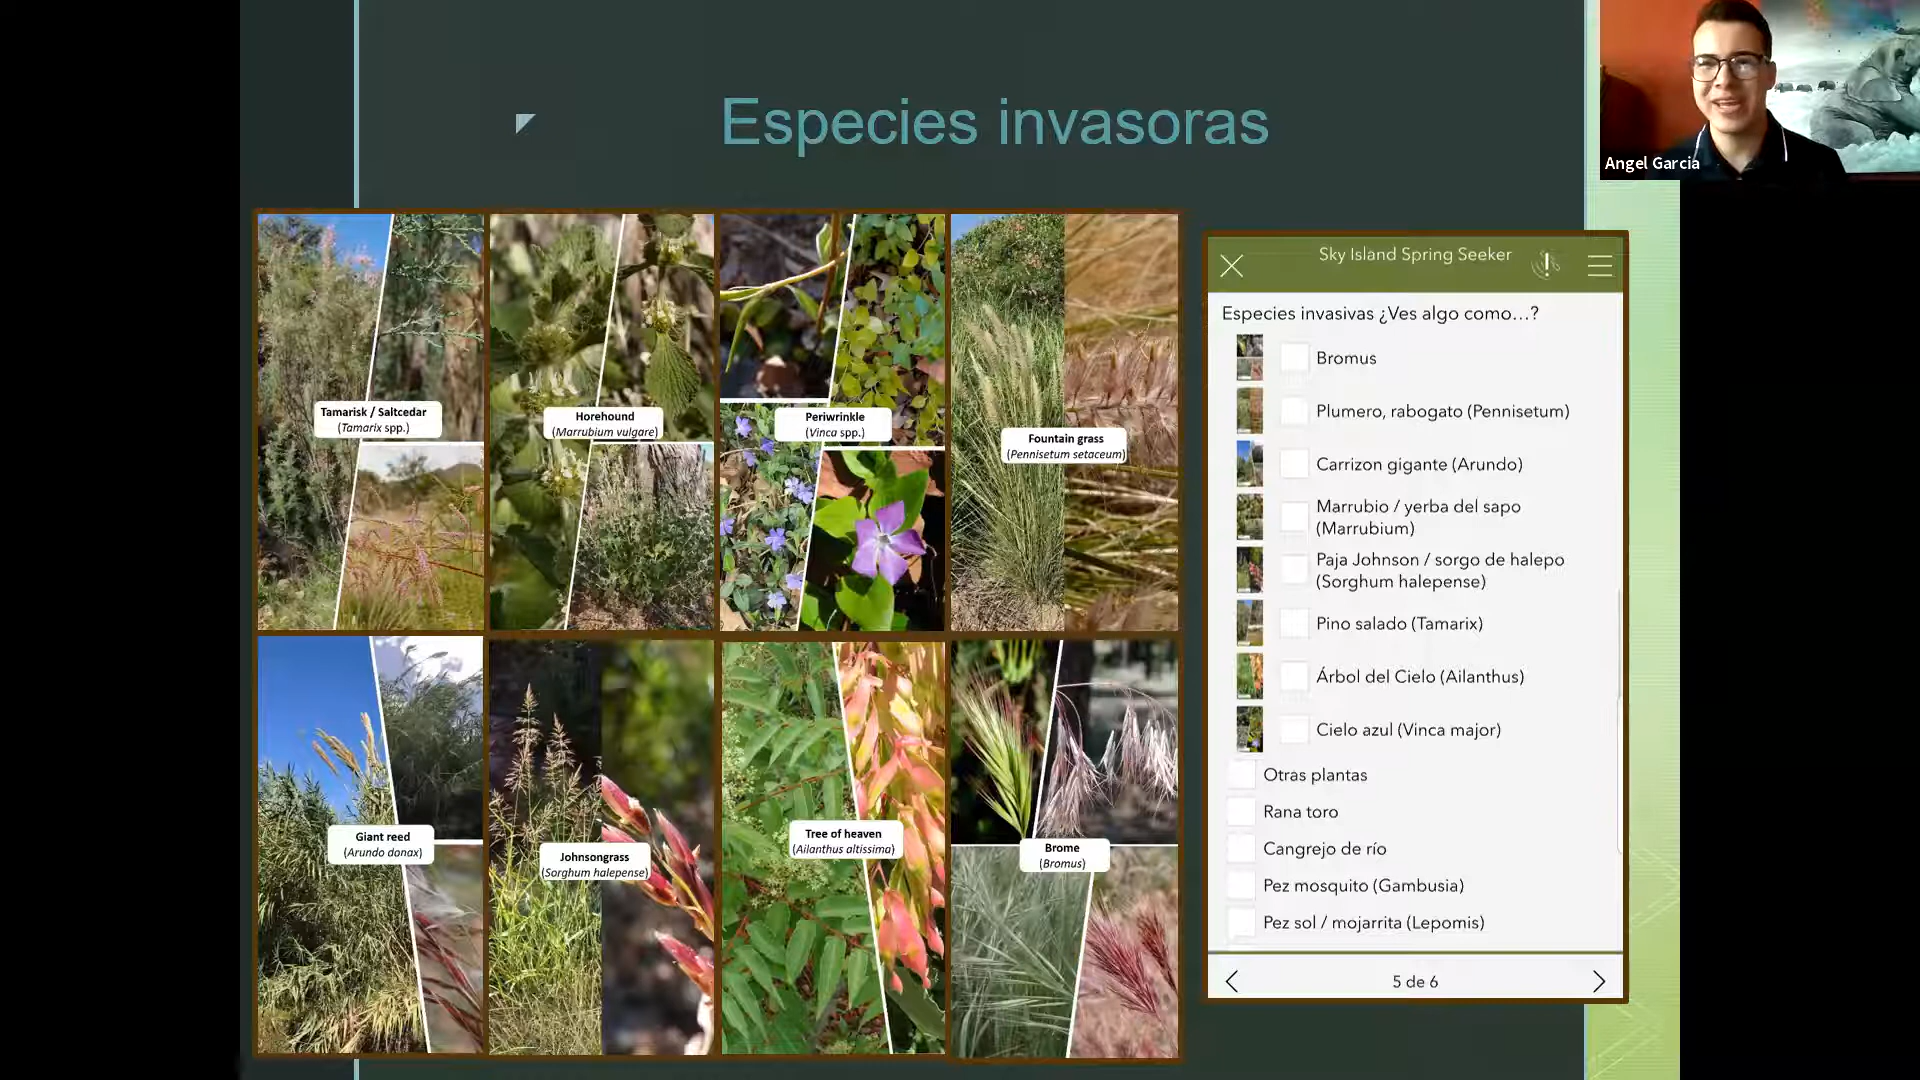 Especies invasoras
Angel Garcia
Tamarisk / Saltcedar
(Tamarix spp.)
Horehound
(Marrubium vulgare)
Periwrinkle
(Vinca spp.)
Fountain grass
(Pennisetum setaceum)
Giant reed
(Arundo donax)
Johnsongrass
(Sorghum halepense)
Tree of heaven
(Ailanthus altissima)
Brome
(Bromus)
Sky Island Spring Seeker
Especies invasivas ¿Ves algo como...?
Bromus
Plumero, rabogato (Pennisetum)
Carrizon gigante (Arundo)
Marrubio / yerba del sapo
(Marrubium)
Paja Johnson / sorgo de halepo
(Sorghum halepense)
Pino salado (Tamarix)
Árbol del Cielo (Ailanthus)
Cielo azul (Vinca major)
Otras plantas
Rana toro
Cangrejo de río
Pez mosquito (Gambusia)
Pez sol / mojarrita (Lepomis)
5 de 6